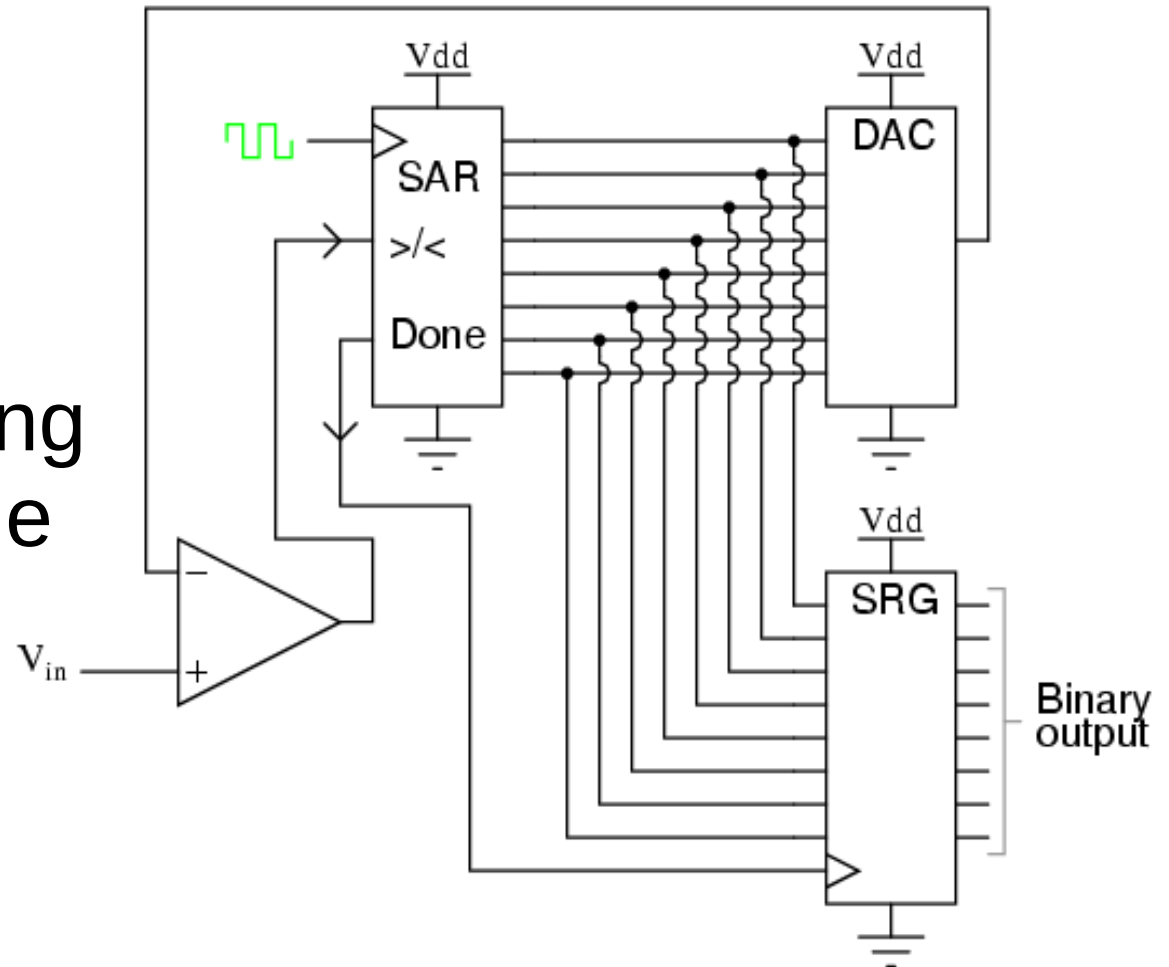 Vdd
Vdd
DAC
SAR
>/<
Done
ng
e
Vdd
SRG
−
Vin
+
Binary
output